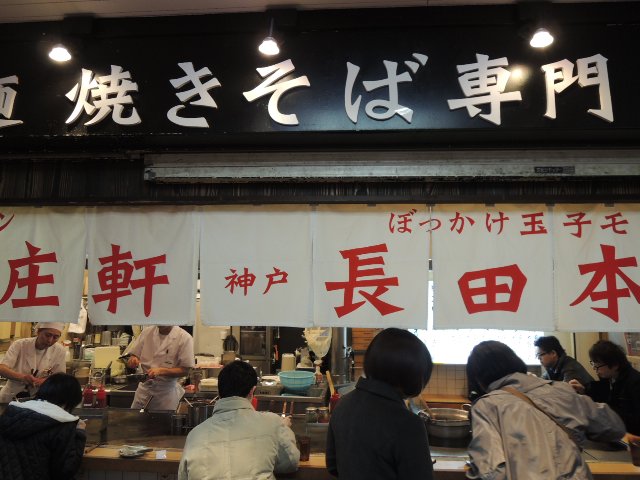 焼きそば専門
ン
ぼっかけ玉子モ
庄軒 神戸 長田本